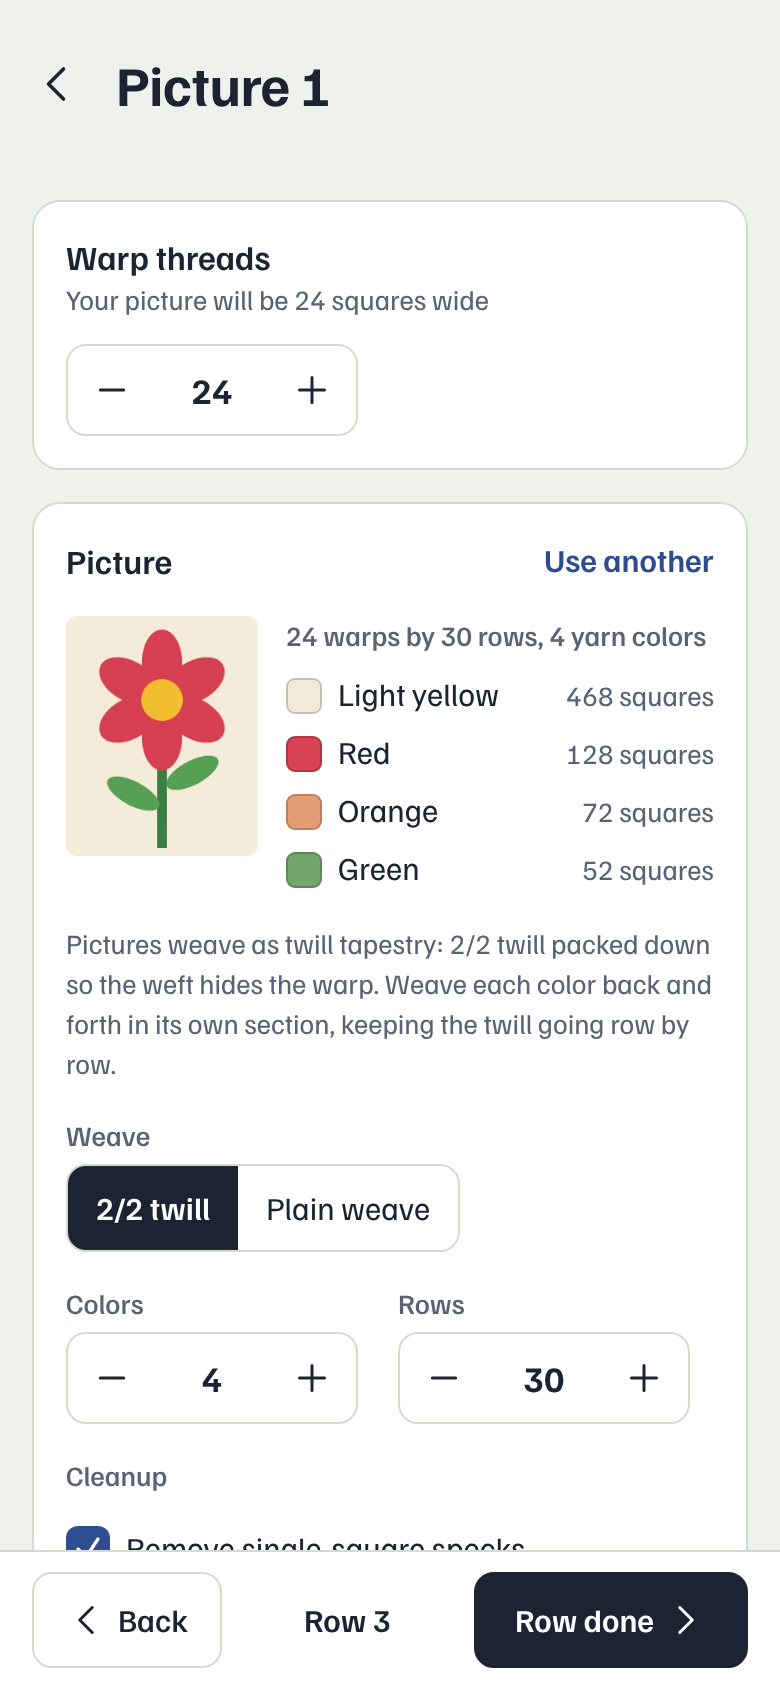 Picture 1
Warp threads
Your picture will be 24 squares wide
24
Picture
Use another
24 warps by 30 rows, 4 yarn colors
Light yellow 468 squares
Red 128 squares
Orange 72 squares
Green 52 squares
Pictures weave as twill tapestry: 2/2 twill packed down
so the weft hides the warp. Weave each color back and
forth in its own section, keeping the twill going row by
row.
Weave
2/2 twill Plain weave
Colors Rows
4 30
Cleanup
Remove single-square specks
Back Row 3 Row done